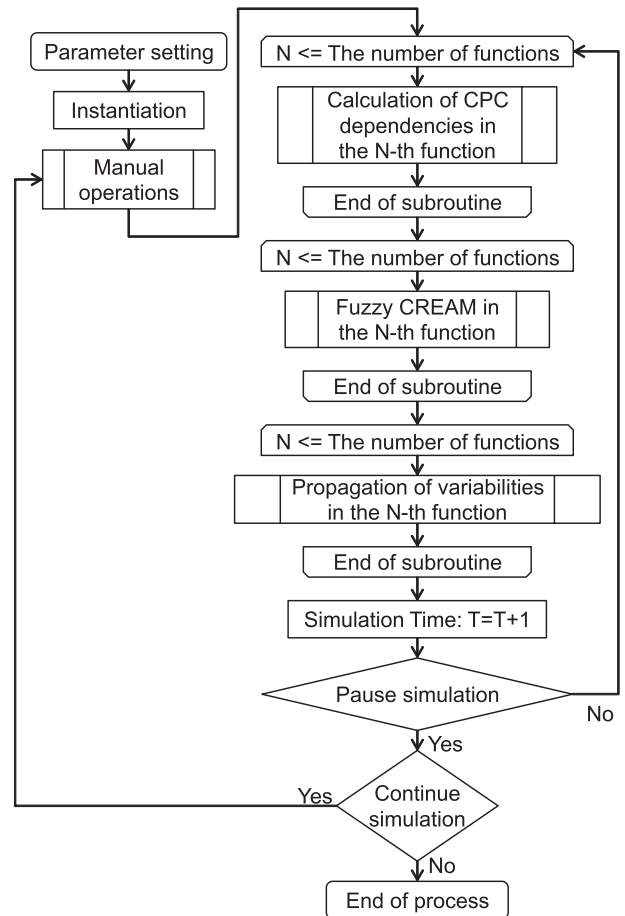 Parameter setting
Instantiation
Manual
operations
N <= The number of functions
Calculation of CPC
dependencies in
the N-th function
End of subroutine
N <= The number of functions
Fuzzy CREAM in
the N-th function
End of subroutine
N <= The number of functions
Propagation of variabilities
in the N-th function
End of subroutine
Simulation Time: T=T+1
Pause simulation
No
Yes
Continue
simulation
Yes
No
End of process